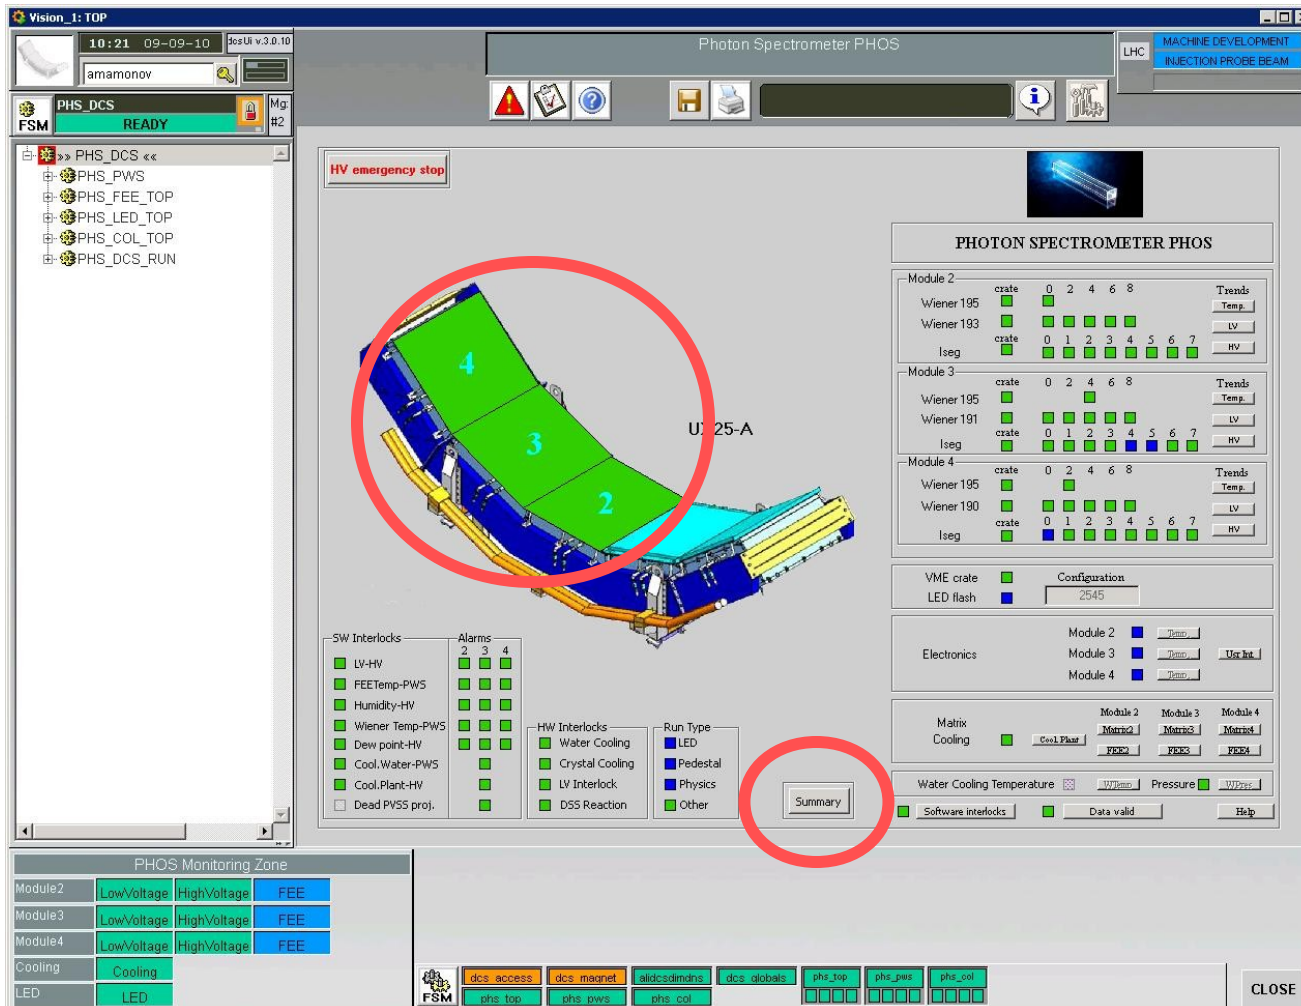 Vision_1: TOP
10:21 09-09-10
dcsUi v.3.0.10
amamonov
Photon Spectrometer PHOS
LHC
MACHINE DEVELOPMENT
INJECTION PROBE BEAM
FSM
PHS_DCS
READY
Mg:
#2
»» PHS_DCS ««
PHS_PWS
PHS_FEE_TOP
PHS_LED_TOP
PHS_COL_TOP
PHS_DCS_RUN
HV emergency stop
4
3
2
UX25-A
PHOTON SPECTROMETER PHOS
Module 2
crate 0 2 4 6 8 Trends
Wiener 195 Temp.
Wiener 193 LV
crate 0 1 2 3 4 5 6 7
Iseg HV
Module 3
crate 0 2 4 6 8 Trends
Wiener 195 Temp.
Wiener 191 LV
crate 0 1 2 3 4 5 6 7
Iseg HV
Module 4
crate 0 2 4 6 8 Trends
Wiener 195 Temp.
Wiener 190 LV
crate 0 1 2 3 4 5 6 7
Iseg HV
VME crate Configuration
LED flash 2545
Electronics
Module 2 Temp.
Module 3 Temp. Usr Int.
Module 4 Temp.
Matrix
Cooling Cool.Plant
Module 2 Module 3 Module 4
Matrix2 Matrix3 Matrix4
FEE2 FEE3 FEE4
Water Cooling Temperature WTemp Pressure WPres
Software interlocks Data valid Help
SW Interlocks Alarms
2 3 4
LV-HV
FEETemp-PWS
Humidity-HV
Wiener Temp-PWS
Dew point-HV
Cool.Water-PWS
Cool.Plant-HV
Dead PVSS proj.
HW Interlocks
Water Cooling
Crystal Cooling
LV Interlock
DSS Reaction
Run Type
LED
Pedestal
Physics
Other
Summary
PHOS Monitoring Zone
Module2 LowVoltage HighVoltage FEE
Module3 LowVoltage HighVoltage FEE
Module4 LowVoltage HighVoltage FEE
Cooling Cooling
LED LED
FSM
dcs_access dcs_magnet alidcsdimdns dcs_globals phs_top phs_pws phs_col
phs_top phs_pws phs_col
CLOSE